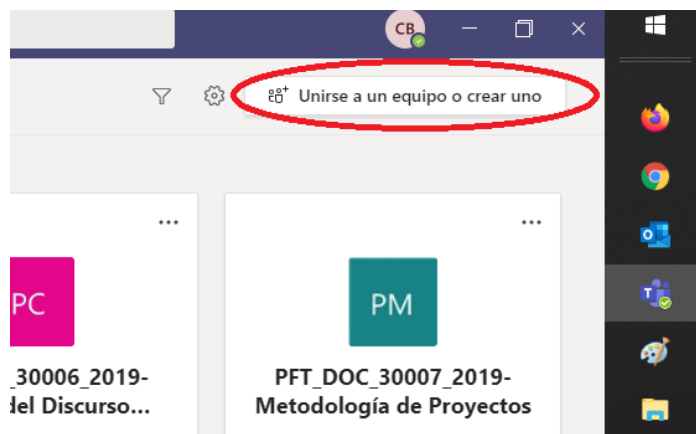 CB
Unirse a un equipo o crear uno
PC
PM
_30006_2019-
del Discurso...
PFT_DOC_30007_2019-
Metodología de Proyectos